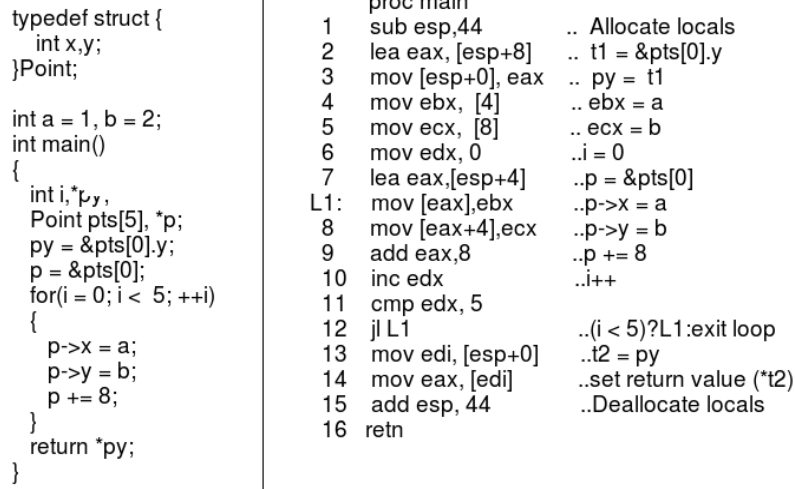 typedef struct {
int x,y;
}Point;
int a = 1, b = 2;
int main()
{
int i,*py,
Point pts[5], *p;
py = &pts[0].y;
p = &pts[0];
for(i = 0; i < 5; ++i)
{
p->x = a;
p->y = b;
p += 8;
}
return *py;
}
proc main
1 sub esp,44 .. Allocate locals
2 lea eax, [esp+8] .. t1 = &pts[0].y
3 mov [esp+0], eax .. py = t1
4 mov ebx, [4] .. ebx = a
5 mov ecx, [8] .. ecx = b
6 mov edx, 0 ..i = 0
7 lea eax,[esp+4] ..p = &pts[0]
L1: mov [eax],ebx ..p->x = a
8 mov [eax+4],ecx ..p->y = b
9 add eax,8 ..p += 8
10 inc edx ..i++
11 cmp edx, 5
12 jl L1 ..(i < 5)?L1:exit loop
13 mov edi, [esp+0] ..t2 = py
14 mov eax, [edi] ..set return value (*t2)
15 add esp, 44 ..Deallocate locals
16 retn